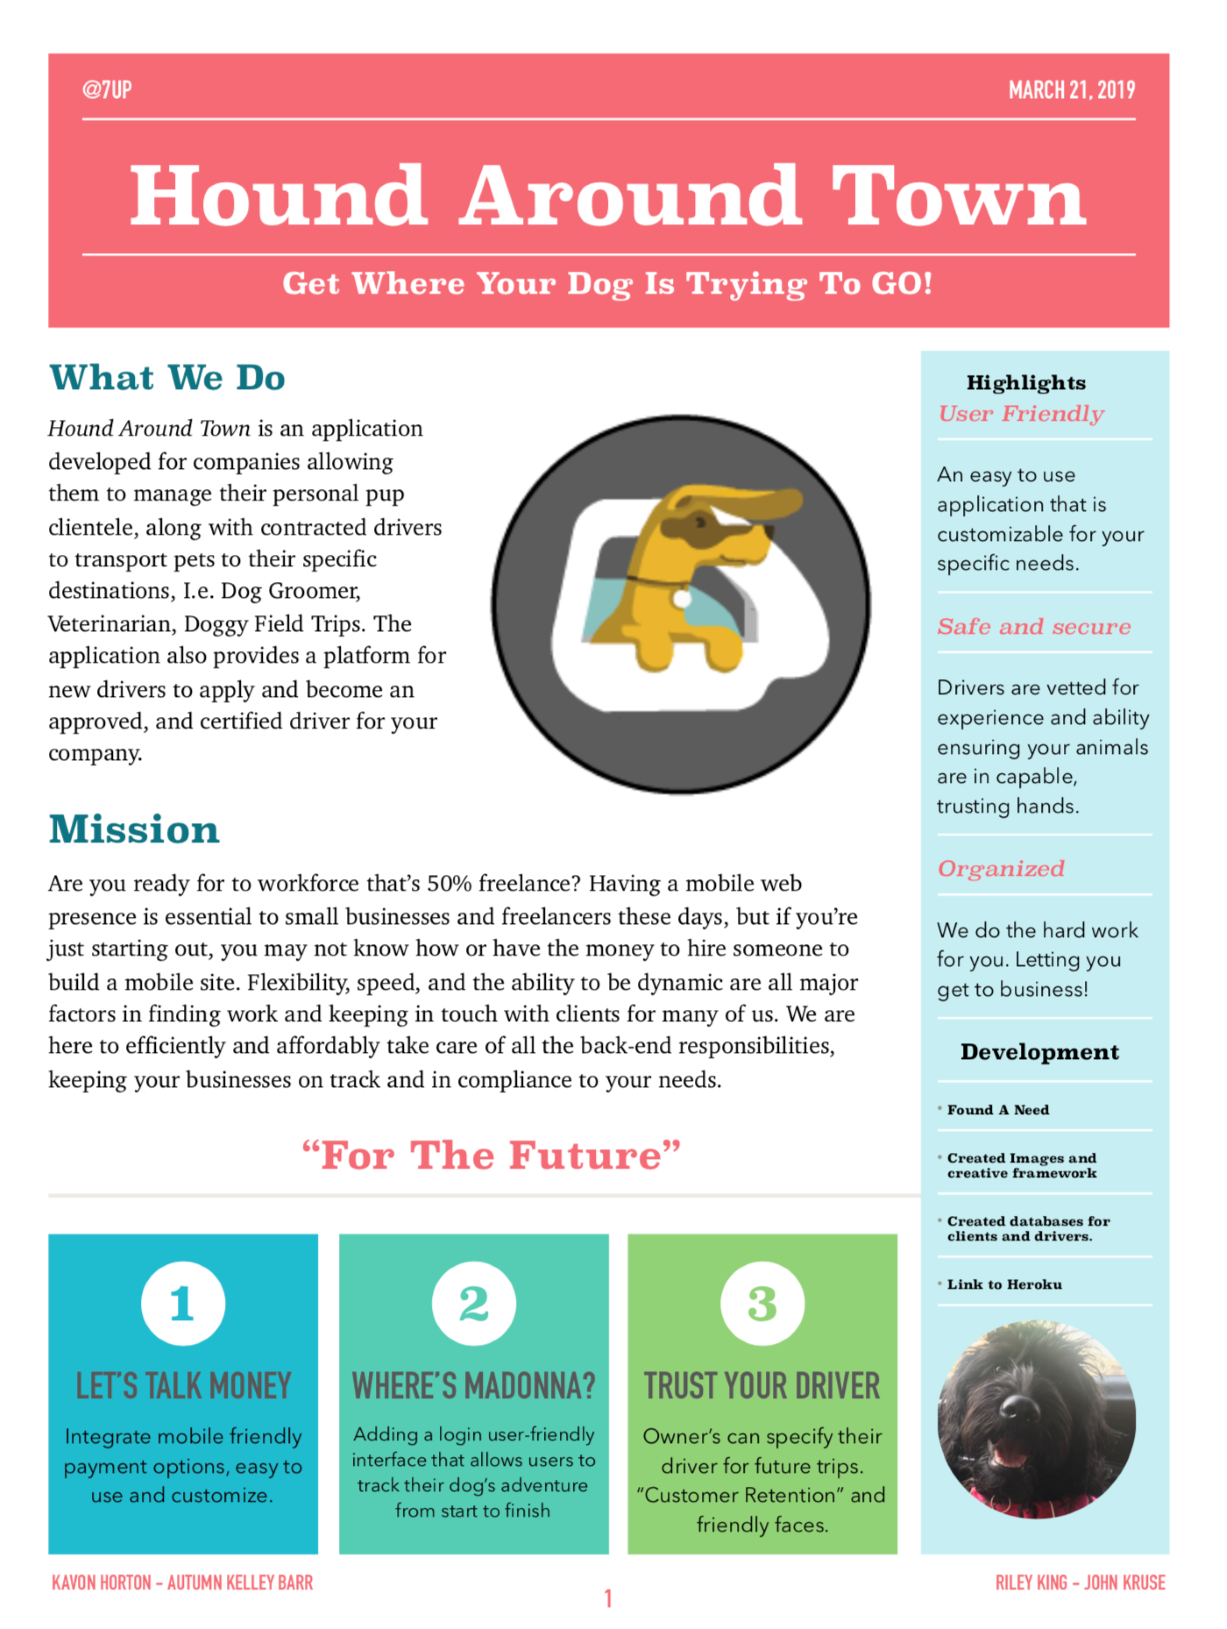 @7UP
MARCH 21, 2019
Hound Around Town
Get Where Your Dog Is Trying To GO!
What We Do
Hound Around Town is an application
developed for companies allowing
them to manage their personal pup
clientele, along with contracted drivers
to transport pets to their specific
destinations, I.e. Dog Groomer,
Veterinarian, Doggy Field Trips. The
application also provides a platform for
new drivers to apply and become an
approved, and certified driver for your
company.
Mission
Are you ready for to workforce that’s 50% freelance? Having a mobile web
presence is essential to small businesses and freelancers these days, but if you’re
just starting out, you may not know how or have the money to hire someone to
build a mobile site. Flexibility, speed, and the ability to be dynamic are all major
factors in finding work and keeping in touch with clients for many of us. We are
here to efficiently and affordably take care of all the back-end responsibilities,
keeping your businesses on track and in compliance to your needs.
“For The Future”
1
LET’S TALK MONEY
Integrate mobile friendly
payment options, easy to
use and customize.
2
WHERE’S MADONNA?
Adding a login user-friendly
interface that allows users to
track their dog’s adventure
from start to finish
3
TRUST YOUR DRIVER
Owner’s can specify their
driver for future trips.
“Customer Retention” and
friendly faces.
Highlights
User Friendly
An easy to use
application that is
customizable for your
specific needs.
Safe and secure
Drivers are vetted for
experience and ability
ensuring your animals
are in capable,
trusting hands.
Organized
We do the hard work
for you. Letting you
get to business!
Development
• Found A Need
• Created Images and
creative framework
• Created databases for
clients and drivers.
• Link to Heroku
KAVON HORTON - AUTUMN KELLEY BARR
1
RILEY KING - JOHN KRUSE